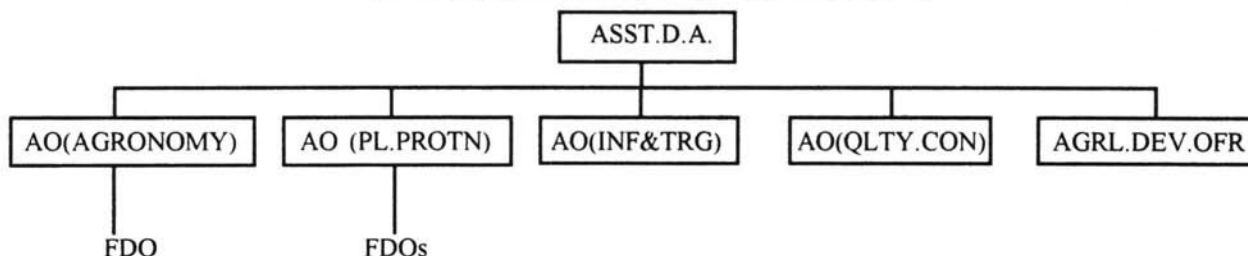 ASST.D.A.
AO(AGRONOMY) AO (PL.PROTN) AO(INF&TRG) AO(QLTY.CON) AGRL.DEV.OFR
FDO FDOs